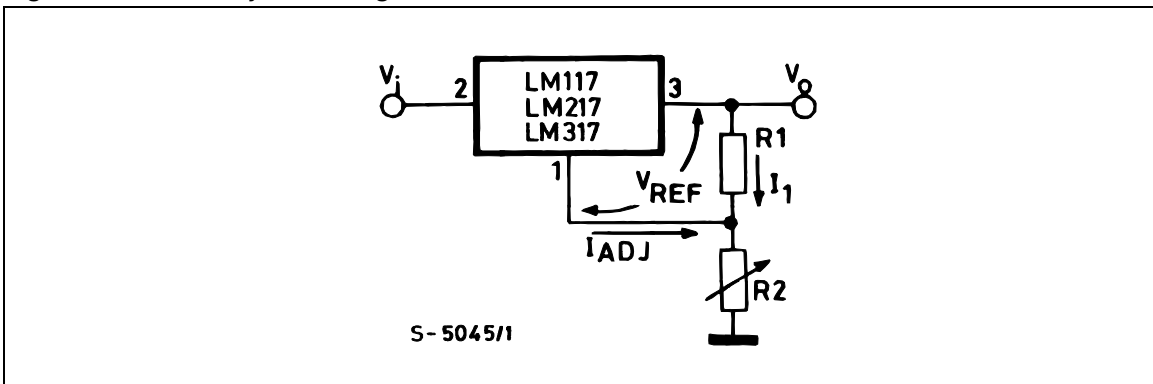 Vi
2
LM117
LM217
LM317
3
VO
1
VREF
R1
I1
IADJ
R2
S-5045/1